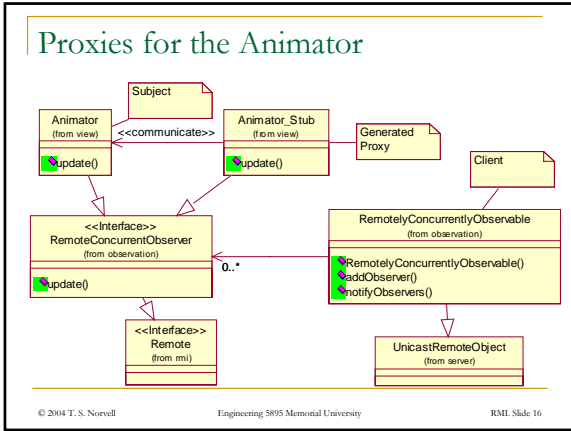 Proxies for the Animator
Subject
Animator
(from view)
update()
<<communicate>>
Animator_Stub
(from view)
update()
Generated
Proxy
Client
<<Interface>>
RemoteConcurrentObserver
(from observation)
update()
0..*
RemotelyConcurrentlyObservable
(from observation)
RemotelyConcurrentlyObservable()
addObserver()
notifyObservers()
<<Interface>>
Remote
(from rmi)
UnicastRemoteObject
(from server)
© 2004 T. S. Norvell
Engineering 5895 Memorial University
RMI. Slide 16